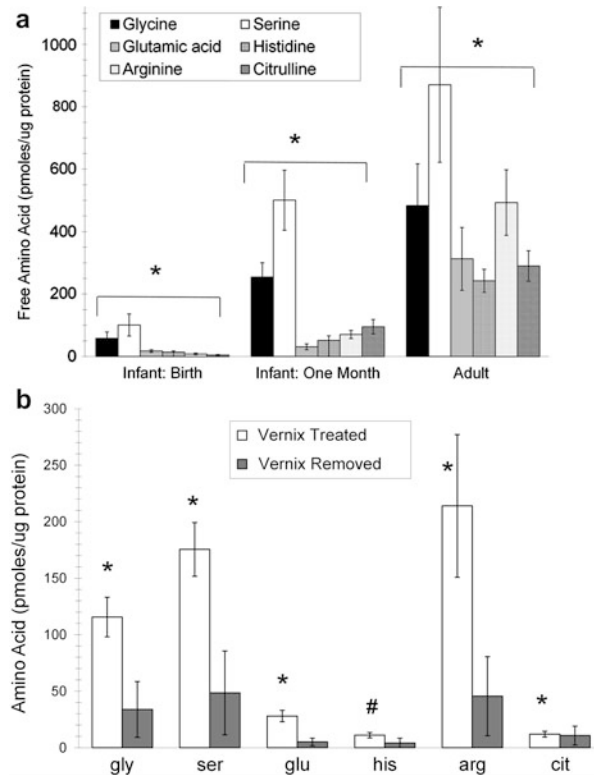 a
Glycine Serine
Glutamic acid Histidine
Arginine Citrulline
Free Amino Acid (pmoles/ug protein)
1000
800
600
400
200
0
*
*
*
Infant: Birth Infant: One Month Adult
b
Vernix Treated
Vernix Removed
Amino Acid (pmoles/ug protein)
300
250
200
150
100
50
0
*
*
*
#
*
*
gly ser glu his arg cit